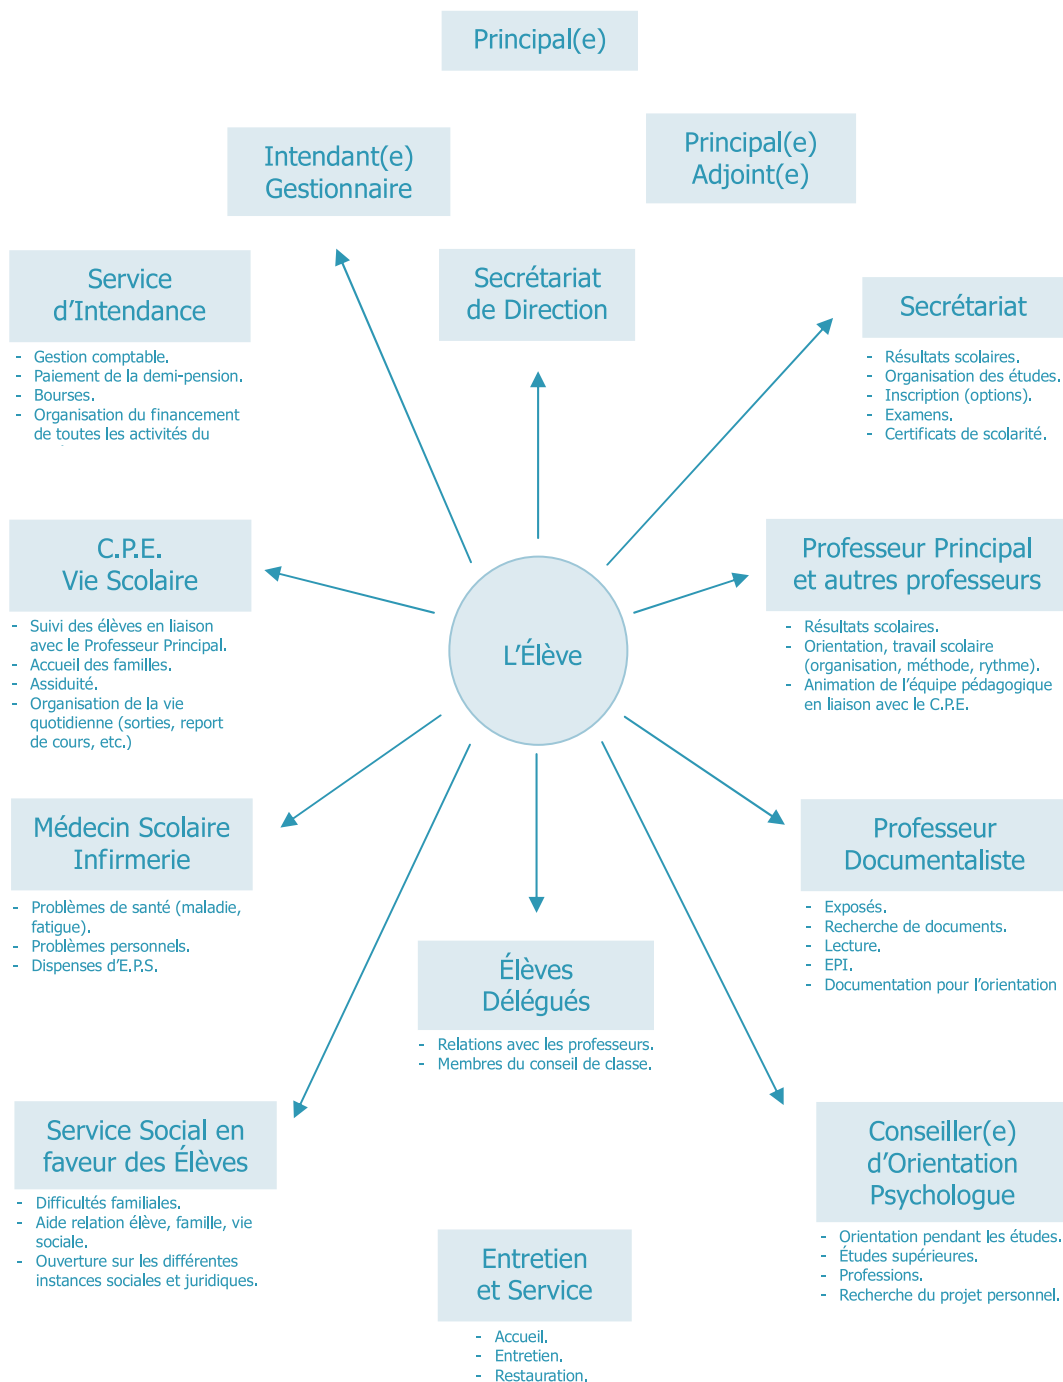 Principal(e)
Intendant(e)
Gestionnaire
Principal(e)
Adjoint(e)
Service
d’Intendance
- Gestion comptable.
- Paiement de la demi-pension.
- Bourses.
- Organisation du financement
de toutes les activités du
Secrétariat
de Direction
Secrétariat
- Résultats scolaires.
- Organisation des études.
- Inscription (options).
- Examens.
- Certificats de scolarité.
C.P.E.
Vie Scolaire
- Suivi des élèves en liaison
avec le Professeur Principal.
- Accueil des familles.
- Assiduité.
- Organisation de la vie
quotidienne (sorties, report
de cours, etc.)
L’Élève
Professeur Principal
et autres professeurs
- Résultats scolaires.
- Orientation, travail scolaire
(organisation, méthode, rythme).
- Animation de l’équipe pédagogique
en liaison avec le C.P.E.
Médecin Scolaire
Infirmerie
- Problèmes de santé (maladie,
fatigue).
- Problèmes personnels.
- Dispenses d’E.P.S.
Professeur
Documentaliste
- Exposés.
- Recherche de documents.
- Lecture.
- EPI.
- Documentation pour l’orientation
Élèves
Délégués
- Relations avec les professeurs.
- Membres du conseil de classe.
Service Social en
faveur des Élèves
- Difficultés familiales.
- Aide relation élève, famille, vie
sociale.
- Ouverture sur les différentes
instances sociales et juridiques.
Conseiller(e)
d’Orientation
Psychologue
- Orientation pendant les études.
- Études supérieures.
- Professions.
- Recherche du projet personnel.
Entretien
et Service
- Accueil.
- Entretien.
- Restauration.